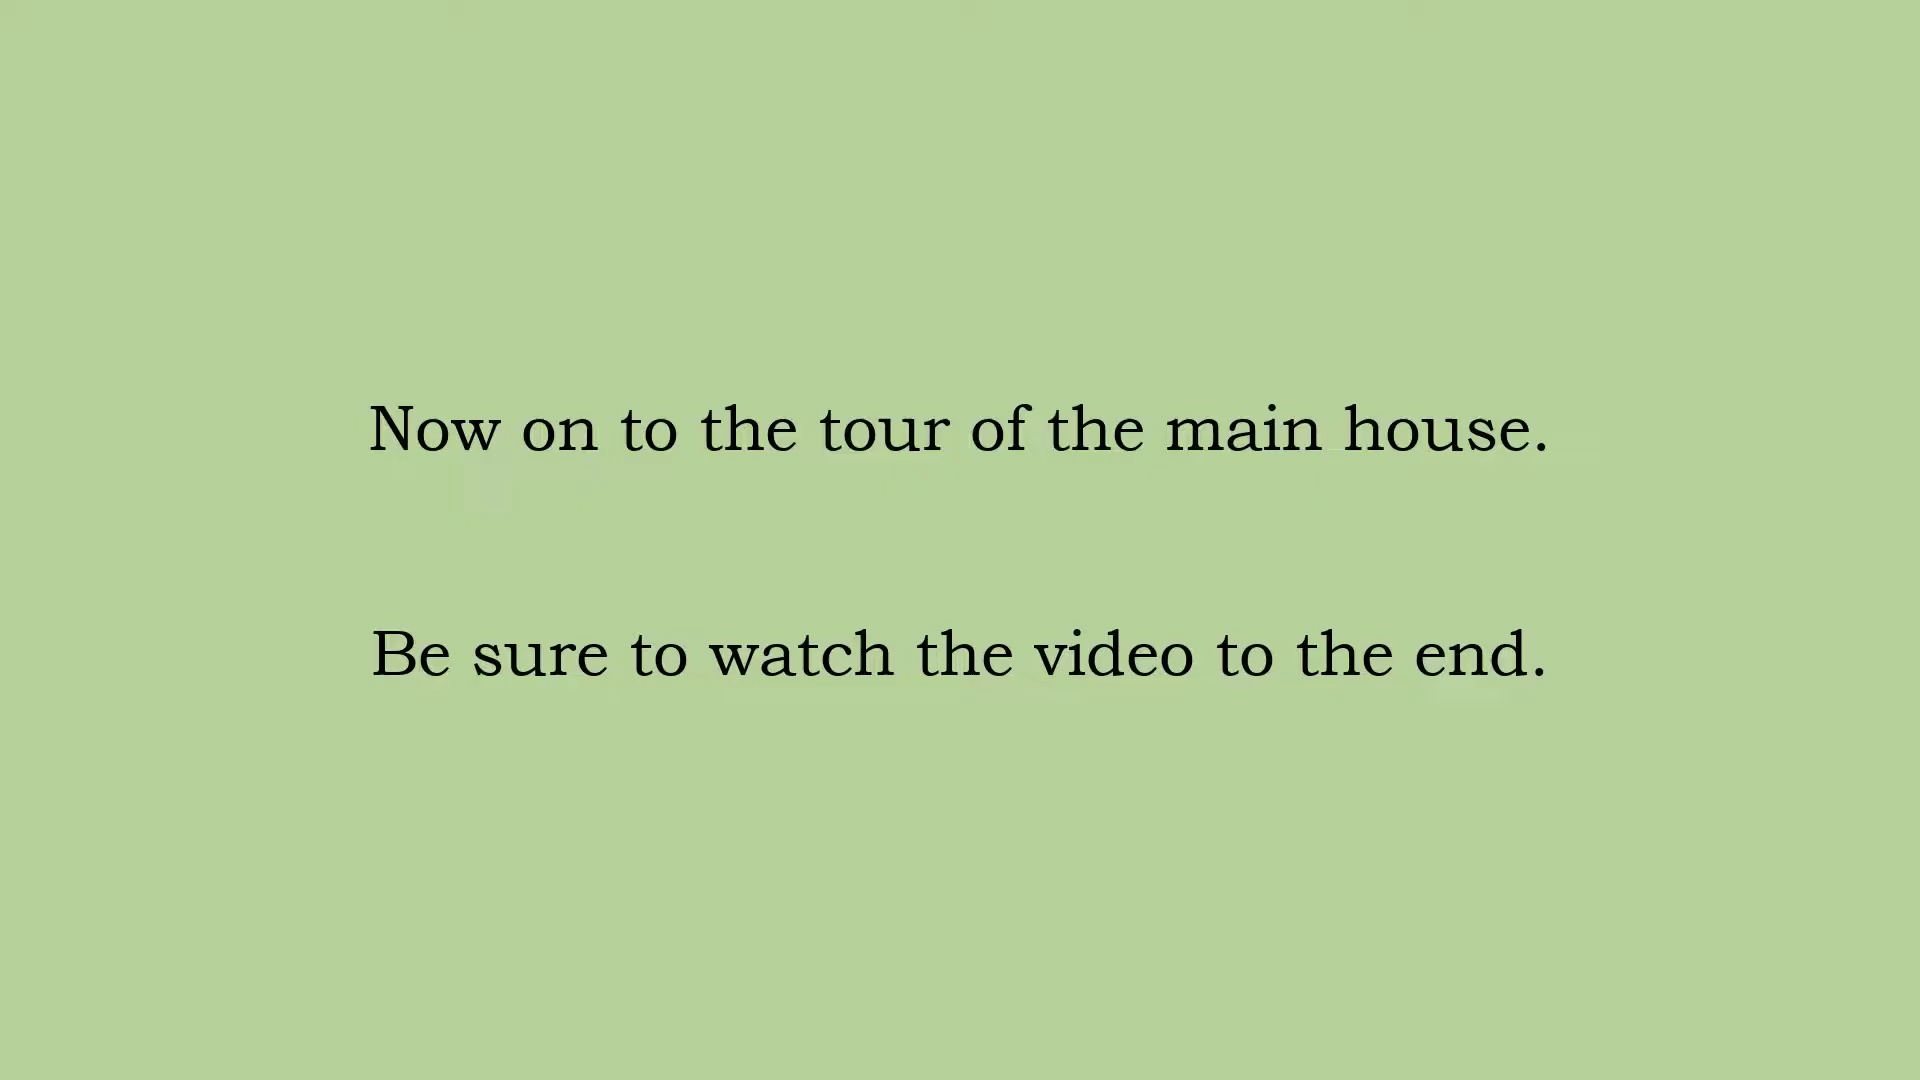 Now on to the tour of the main house.
Be sure to watch the video to the end.